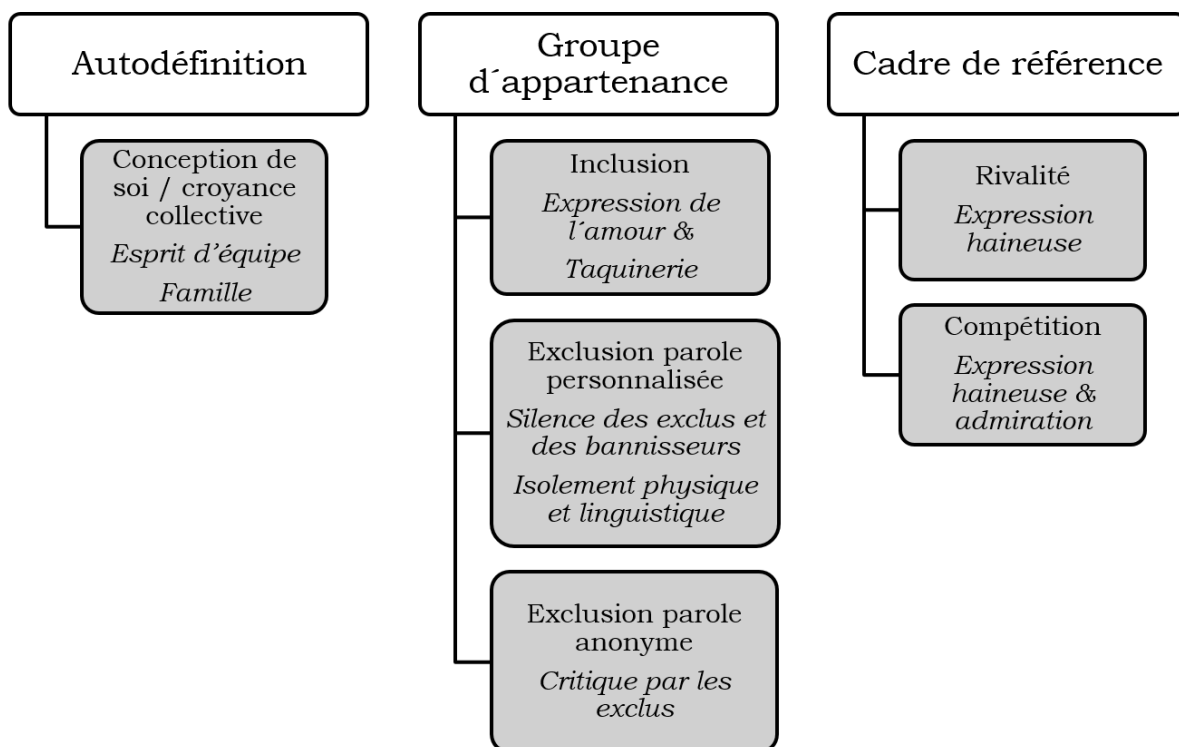 Autodéfinition
Conception de
soi / croyance
collective
Esprit d’équipe
Famille
Groupe
d´appartenance
Inclusion
Expression de
l´amour &
Taquinerie
Exclusion parole
personnalisée
Silence des exclus et
des bannisseurs
Isolement physique
et linguistique
Exclusion parole
anonyme
Critique par les
exclus
Cadre de référence
Rivalité
Expression
haineuse
Compétition
Expression
haineuse &
admiration